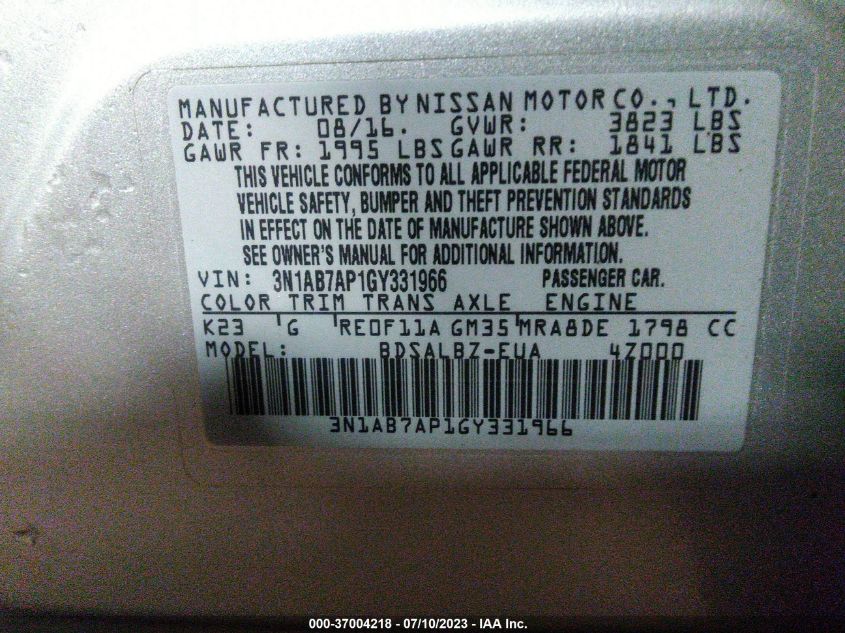 MANUFACTURED BY NISSAN MOTOR CO., LTD.
DATE: 08/16. GVWR: 3823 LBS
GAWR FR: 1995 LBS GAWR RR: 1841 LBS
THIS VEHICLE CONFORMS TO ALL APPLICABLE FEDERAL MOTOR
VEHICLE SAFETY, BUMPER AND THEFT PREVENTION STANDARDS
IN EFFECT ON THE DATE OF MANUFACTURE SHOWN ABOVE.
SEE OWNER'S MANUAL FOR ADDITIONAL INFORMATION.
VIN: 3N1AB7AP1GY331966 PASSENGER CAR.
COLOR TRIM TRANS AXLE ENGINE
K23 G RE0F11A GM35 MRA8DE 1798 CC
MODEL: BDSALBZ-EUA 4Z000
3N1AB7AP1GY331966
000-37004218 - 07/10/2023 - IAA Inc.